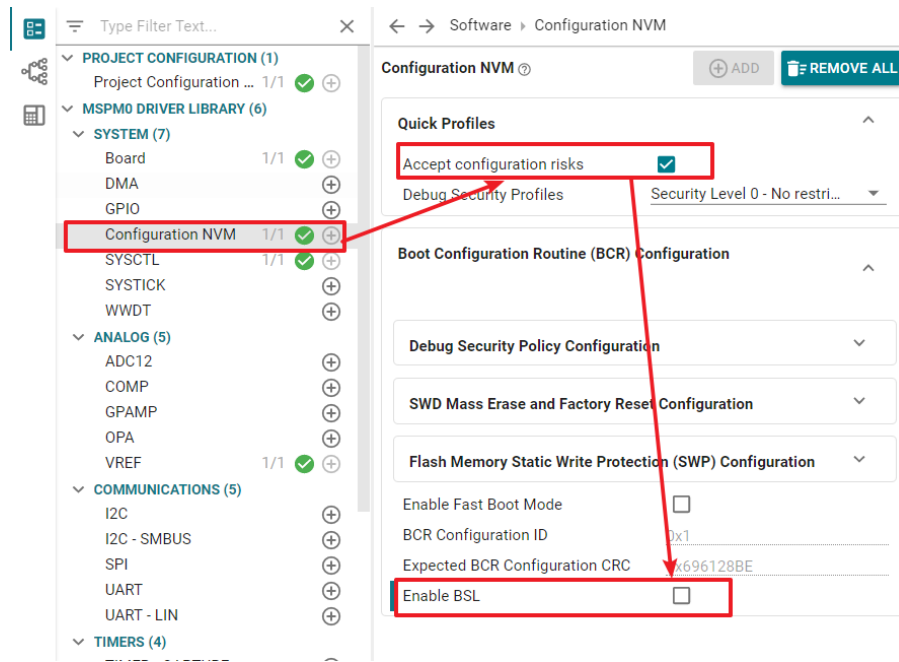 Type Filter Text...
PROJECT CONFIGURATION (1)
Project Configuration ... 1/1
MSPM0 DRIVER LIBRARY (6)
SYSTEM (7)
Board 1/1
DMA
GPIO
Configuration NVM 1/1
SYSCTL 1/1
SYSTICK
WWDT
ANALOG (5)
ADC12
COMP
GPAMP
OPA
VREF 1/1
COMMUNICATIONS (5)
I2C
I2C - SMBUS
SPI
UART
UART - LIN
TIMERS (4)
Software Configuration NVM
Configuration NVM
ADD
REMOVE ALL
Quick Profiles
Accept configuration risks
Debug Security Profiles Security Level 0 - No restri...
Boot Configuration Routine (BCR) Configuration
Debug Security Policy Configuration
SWD Mass Erase and Factory Reset Configuration
Flash Memory Static Write Protection (SWP) Configuration
Enable Fast Boot Mode
BCR Configuration ID 0x1
Expected BCR Configuration CRC 0x696128BE
Enable BSL